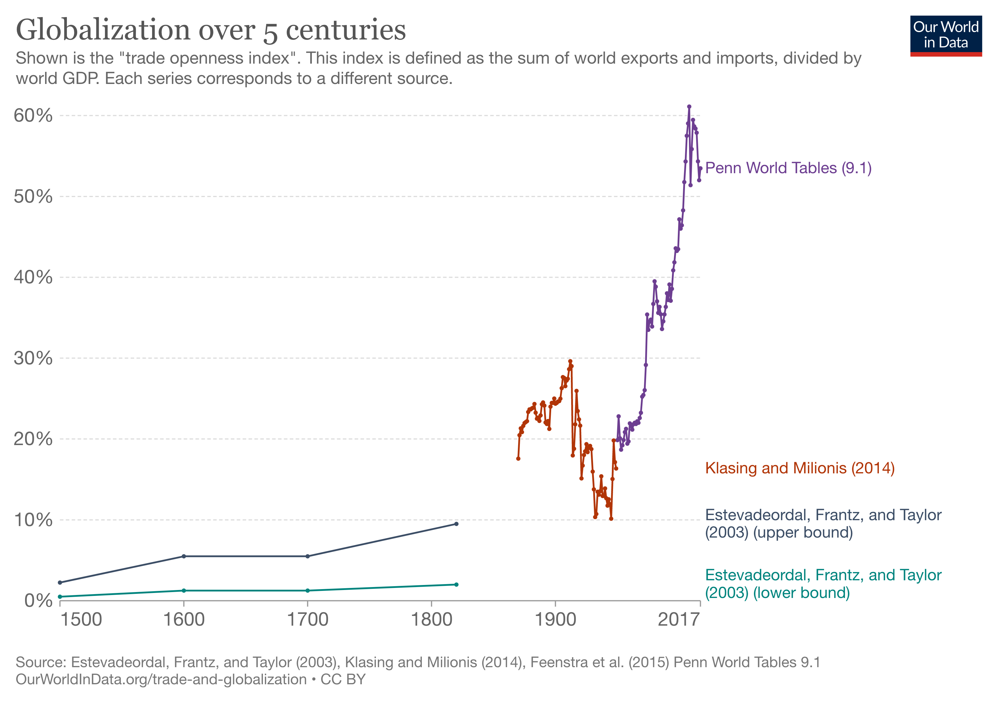 Globalization over 5 centuries
Our World
in Data
Shown is the "trade openness index". This index is defined as the sum of world exports and imports, divided by
world GDP. Each series corresponds to a different source.
60%
50%
40%
30%
20%
10%
0%
Penn World Tables (9.1)
Klasing and Milionis (2014)
Estevadeordal, Frantz, and Taylor
(2003) (upper bound)
Estevadeordal, Frantz, and Taylor
(2003) (lower bound)
1500 1600 1700 1800 1900 2017
Source: Estevadeordal, Frantz, and Taylor (2003), Klasing and Milionis (2014), Feenstra et al. (2015) Penn World Tables 9.1
OurWorldInData.org/trade-and-globalization • CC BY